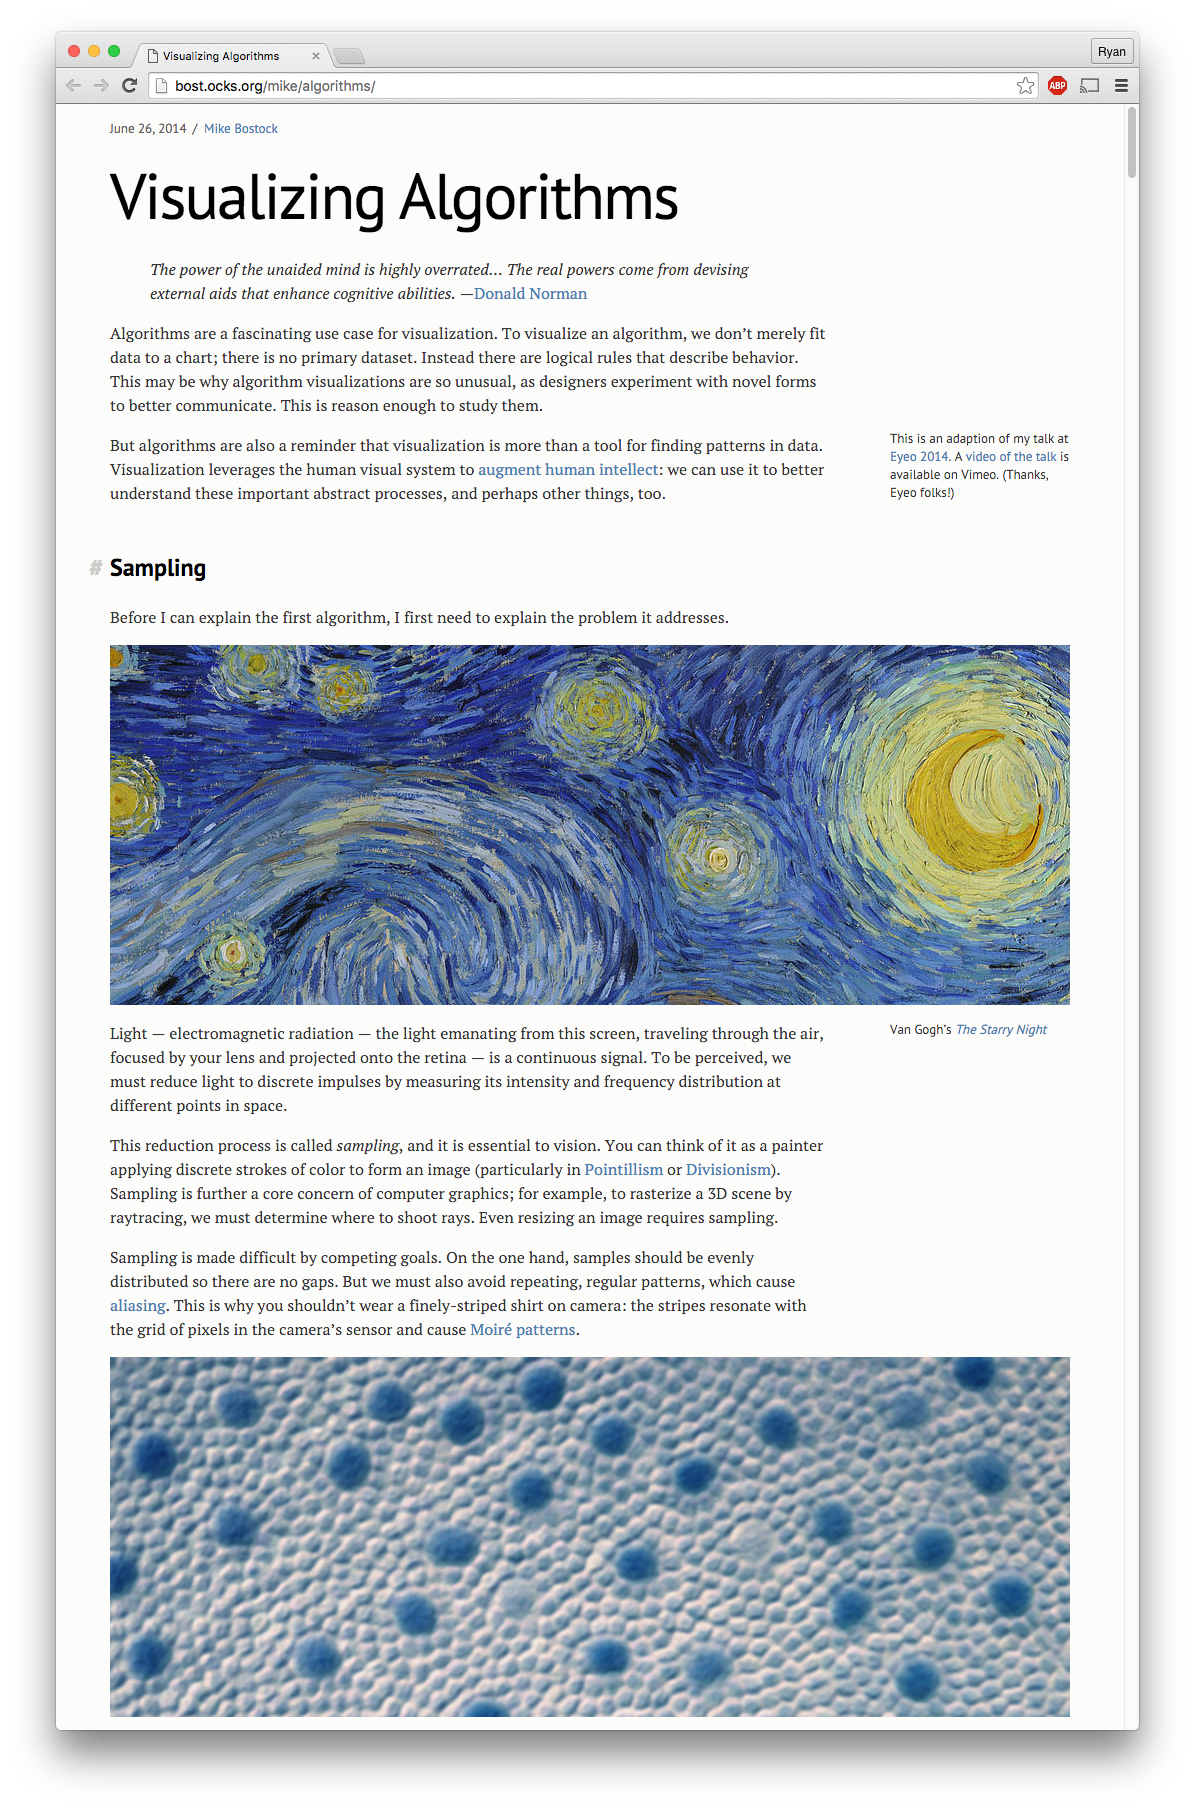 Visualizing Algorithms
Ryan
bost.ocks.org/mike/algorithms/
ABP
June 26, 2014 / Mike Bostock
Visualizing Algorithms
The power of the unaided mind is highly overrated… The real powers come from devising
external aids that enhance cognitive abilities. —Donald Norman
Algorithms are a fascinating use case for visualization. To visualize an algorithm, we don’t merely fit
data to a chart; there is no primary dataset. Instead there are logical rules that describe behavior.
This may be why algorithm visualizations are so unusual, as designers experiment with novel forms
to better communicate. This is reason enough to study them.
But algorithms are also a reminder that visualization is more than a tool for finding patterns in data.
Visualization leverages the human visual system to augment human intellect: we can use it to better
understand these important abstract processes, and perhaps other things, too.
This is an adaption of my talk at
Eyeo 2014. A video of the talk is
available on Vimeo. (Thanks,
Eyeo folks!)
# Sampling
Before I can explain the first algorithm, I first need to explain the problem it addresses.
Light — electromagnetic radiation — the light emanating from this screen, traveling through the air,
focused by your lens and projected onto the retina — is a continuous signal. To be perceived, we
must reduce light to discrete impulses by measuring its intensity and frequency distribution at
different points in space.
Van Gogh’s The Starry Night
This reduction process is called sampling, and it is essential to vision. You can think of it as a painter
applying discrete strokes of color to form an image (particularly in Pointillism or Divisionism).
Sampling is further a core concern of computer graphics; for example, to rasterize a 3D scene by
raytracing, we must determine where to shoot rays. Even resizing an image requires sampling.
Sampling is made difficult by competing goals. On the one hand, samples should be evenly
distributed so there are no gaps. But we must also avoid repeating, regular patterns, which cause
aliasing. This is why you shouldn’t wear a finely-striped shirt on camera: the stripes resonate with
the grid of pixels in the camera’s sensor and cause Moiré patterns.